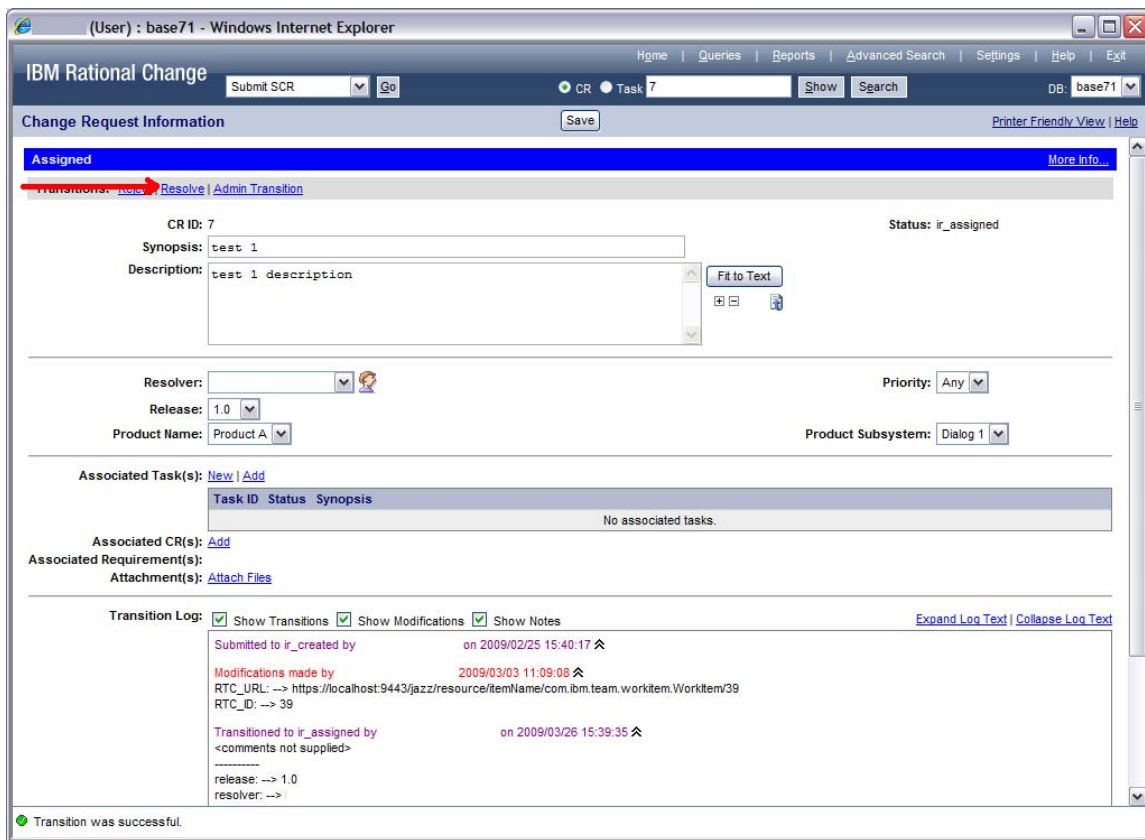 (User) : base71 - Windows Internet Explorer
IBM Rational Change
Home | Queries | Reports | Advanced Search | Settings | Help | Exit
Submit SCR Go CR Task 7 Show Search DB: base71
Change Request Information Save Printer Friendly View | Help
Assigned More Info...
Transitions: Reject | Resolve | Admin Transition
CR ID: 7 Status: ir_assigned
Synopsis: test 1
Description: test 1 description
Fit to Text
Resolver: Priority: Any
Release: 1.0
Product Name: Product A Product Subsystem: Dialog 1
Associated Task(s): New | Add
Task ID Status Synopsis
No associated tasks.
Associated CR(s): Add
Associated Requirement(s):
Attachment(s): Attach Files
Transition Log: Show Transitions Show Modifications Show Notes Expand Log Text | Collapse Log Text
Submitted to ir_created by on 2009/02/25 15:40:17
Modifications made by 2009/03/03 11:09:08
RTC_URL: --> https://localhost:9443/jazz/resource/itemName/com.ibm.team.workitem.WorkItem/39
RTC_ID: --> 39
Transitioned to ir_assigned by on 2009/03/26 15:39:35
<comments not supplied>
----------
release: --> 1.0
resolver: -->
Transition was successful.